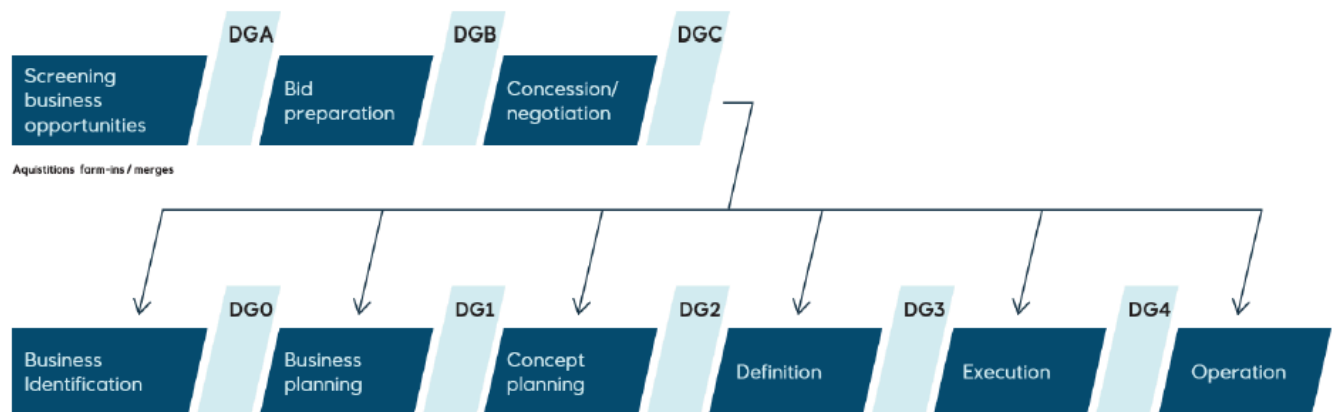 DGA
DGB
DGC
Screening
business
opportunities
Bid
preparation
Concession/
negotiation
Aquistitions farm-ins / merges
DG0
DG1
DG2
DG3
DG4
Business
Identification
Business
planning
Concept
planning
Definition
Execution
Operation